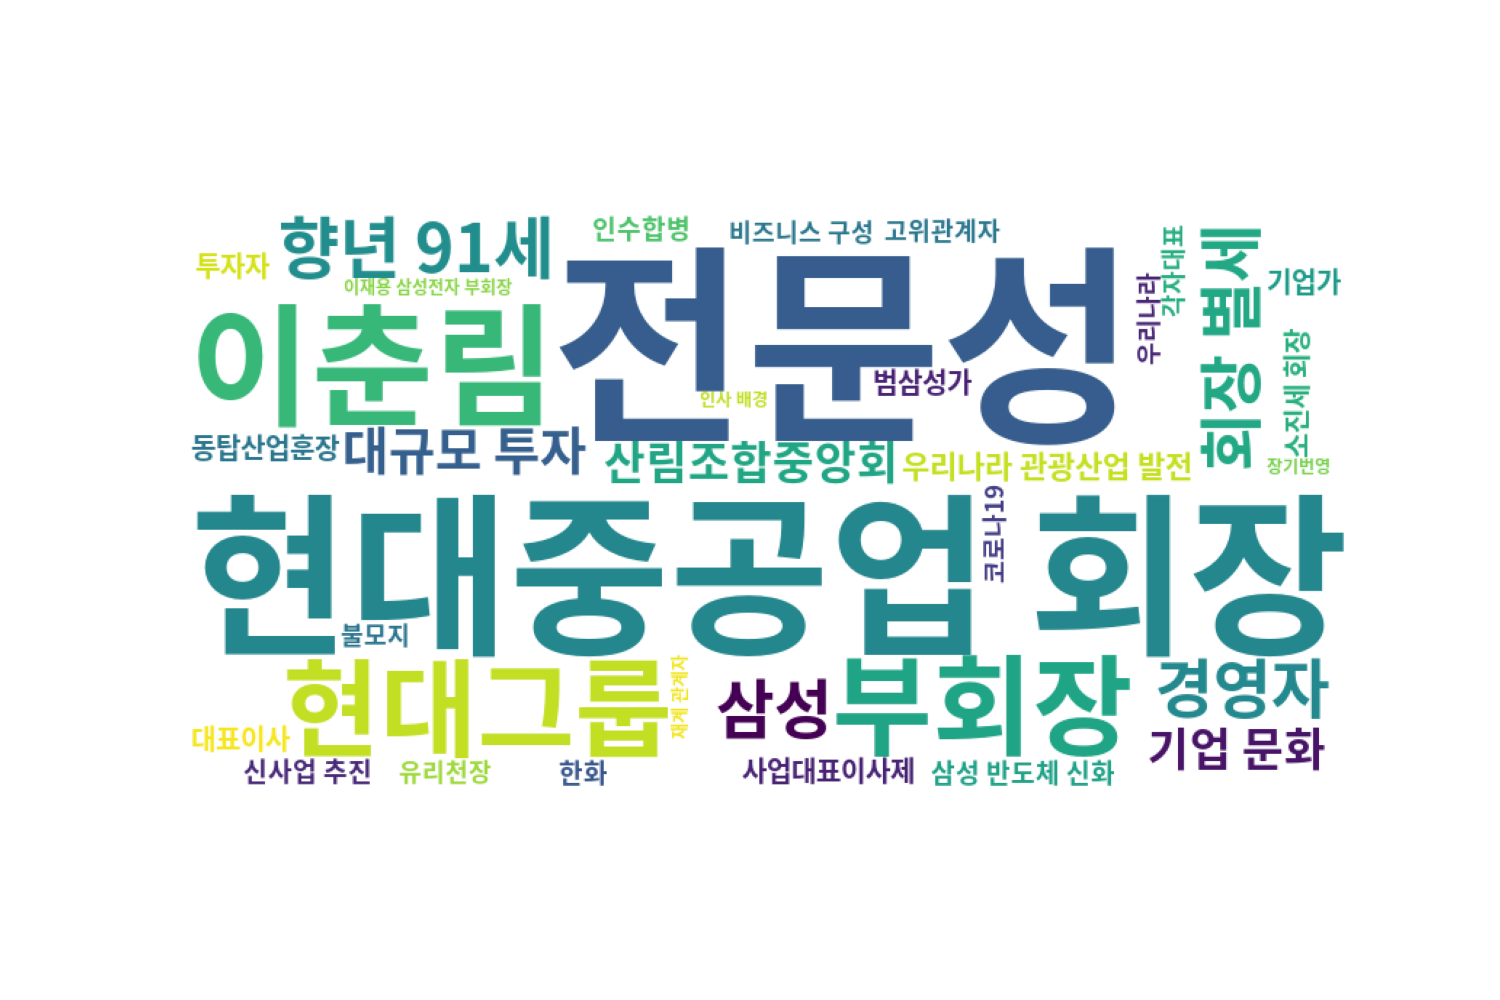 향년 91세
인수합병
비즈니스 구성
고위관계자
투자자
이재용 삼성전자 부회장
이춘림
전문성
우리나라
각자대표
회장 별세
기업가
범삼성가
인사 배경
소진세 회장
동탑산업훈장
대규모 투자
산림조합중앙회
우리나라 관광산업 발전
장기번영
현대중공업 회장
코로나19
불모지
현대그룹
재계 관계자
삼성
부회장
경영자
대표이사
기업 문화
신사업 추진
유리천장
한화
사업대표이사제
삼성 반도체 신화